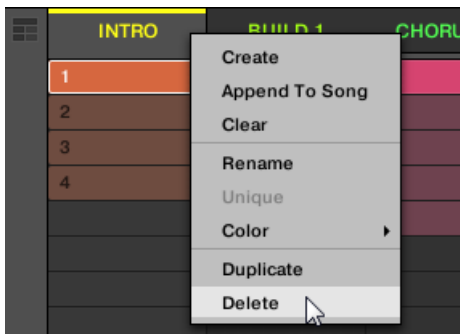 INTRO
BUILD 1
CHORU
1
2
3
4
Create
Append To Song
Clear
Rename
Unique
Color
Duplicate
Delete